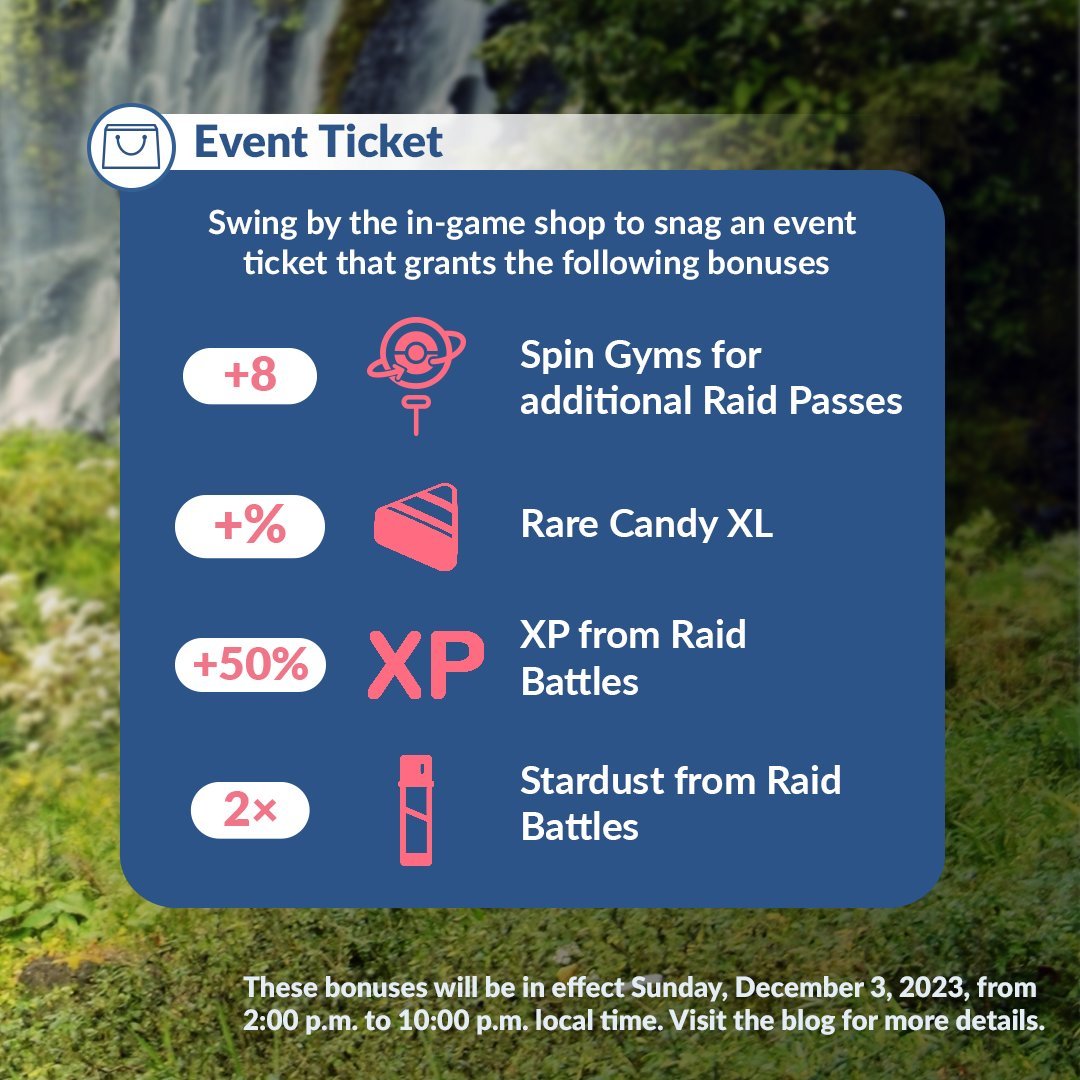 Event Ticket
Swing by the in-game shop to snag an event
ticket that grants the following bonuses
+8
Spin Gyms for
additional Raid Passes
+%
Rare Candy XL
+50%
XP
XP from Raid
Battles
2×
Stardust from Raid
Battles
These bonuses will be in effect Sunday, December 3, 2023, from
2:00 p.m. to 10:00 p.m. local time. Visit the blog for more details.